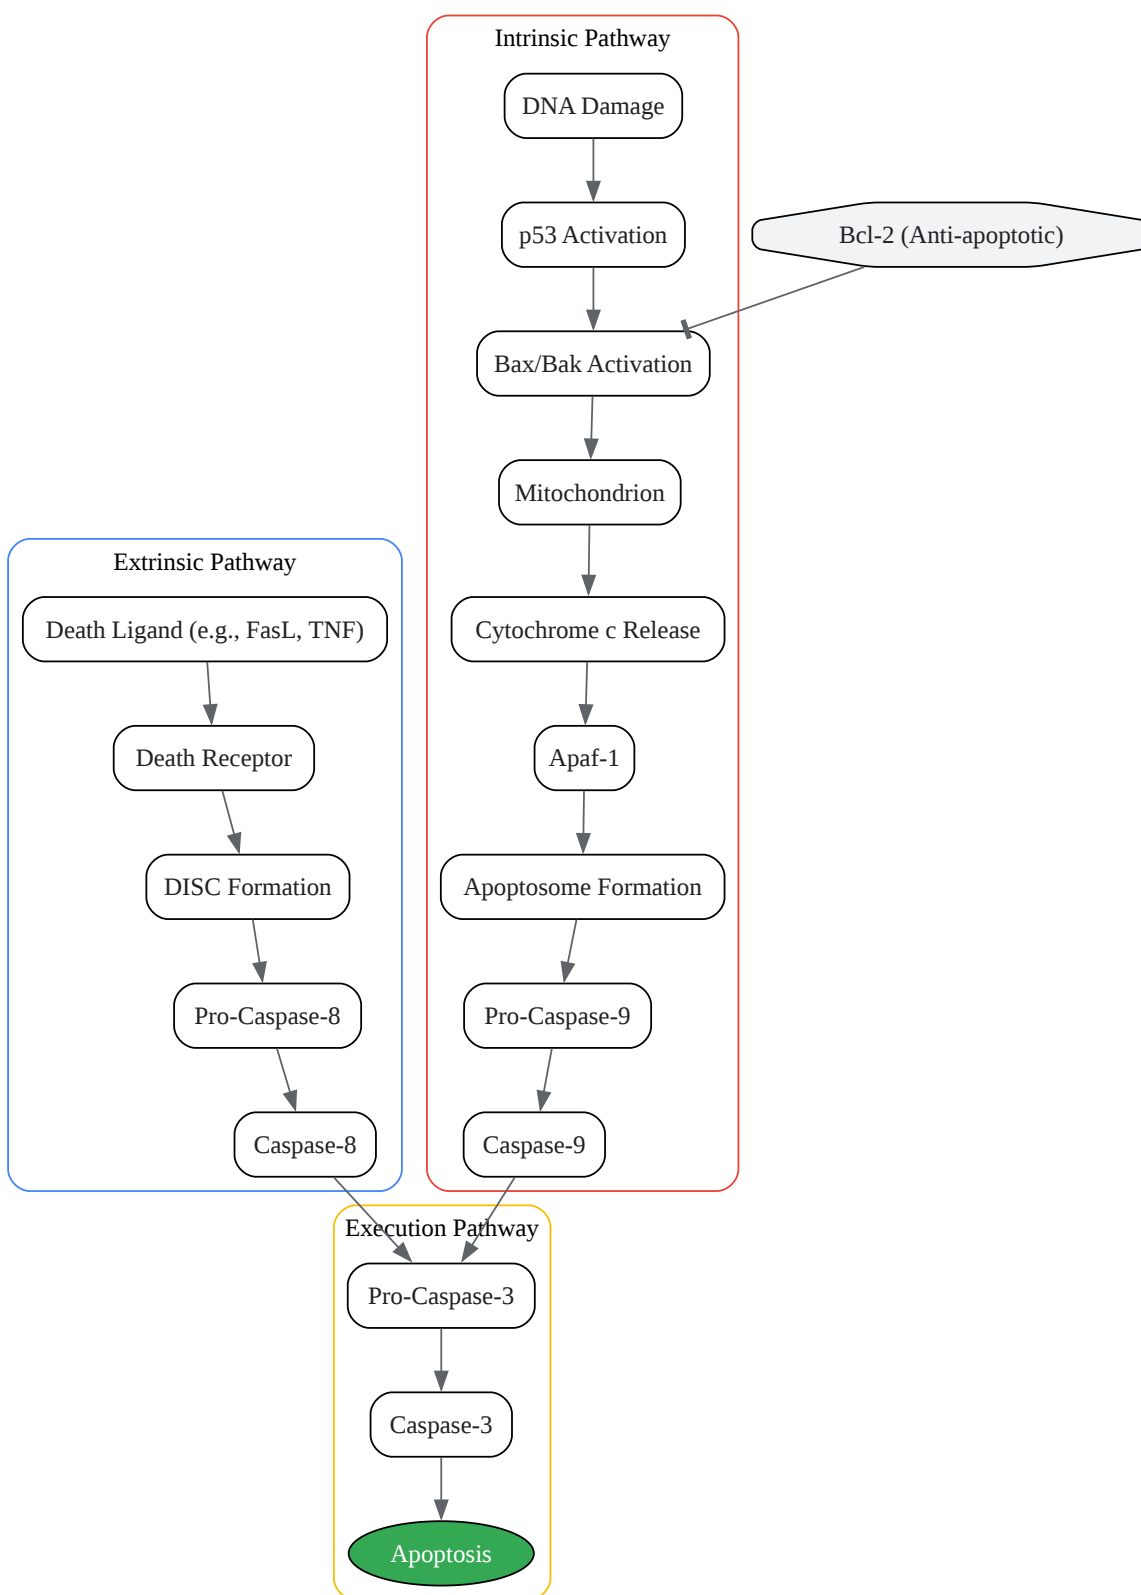 Intrinsic Pathway
DNA Damage
p53 Activation
Bcl-2 (Anti-apoptotic)
Bax/Bak Activation
Mitochondrion
Extrinsic Pathway
Death Ligand (e.g., FasL, TNF)
Cytochrome c Release
Death Receptor
Apaf-1
DISC Formation
Apoptosome Formation
Pro-Caspase-8
Pro-Caspase-9
Caspase-8
Caspase-9
Execution Pathway
Pro-Caspase-3
Caspase-3
Apoptosis